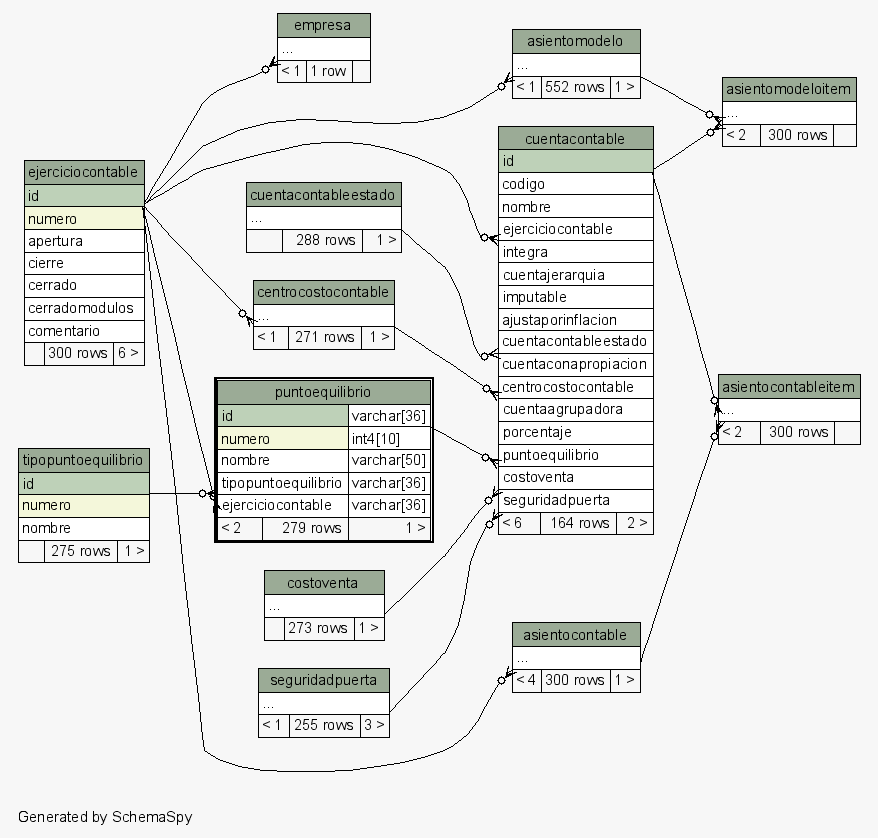 empresa
...
< 1 1 row
asientomodelo
...
< 1 552 rows 1 >
asientomodeloitem
...
< 2 300 rows
cuentacontable
id
codigo
nombre
ejerciciocontable
integra
cuentajerarquia
imputable
ajustaporinflacion
cuentacontableestado
cuentaconapropiacion
centrocostocontable
cuentaagrupadora
porcentaje
puntoequilibrio
costoventa
seguridadpuerta
< 6 164 rows 2 >
ejerciciocontable
id
numero
apertura
cierre
cerrado
cerradomodulos
comentario
300 rows 6 >
cuentacontableestado
...
288 rows 1 >
centrocostocontable
...
< 1 271 rows 1 >
puntoequilibrio
id varchar[36]
numero int4[10]
nombre varchar[50]
tipopuntoequilibrio varchar[36]
ejerciciocontable varchar[36]
< 2 279 rows 1 >
asientocontableitem
...
< 2 300 rows
tipopuntoequilibrio
id
numero
nombre
275 rows 1 >
costoventa
...
273 rows 1 >
asientocontable
...
< 4 300 rows 1 >
seguridadpuerta
...
< 1 255 rows 3 >
Generated by SchemaSpy